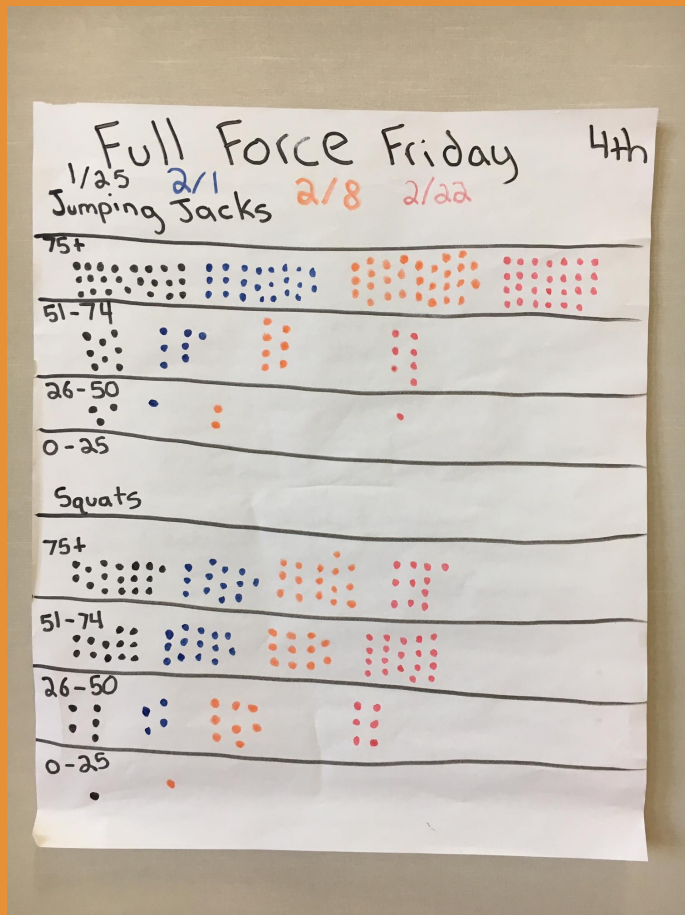 Full Force Friday 4th
1/25 2/1 2/8 2/22
Jumping Jacks
75+
51-74
26-50
0-25
Squats
75+
51-74
26-50
0-25